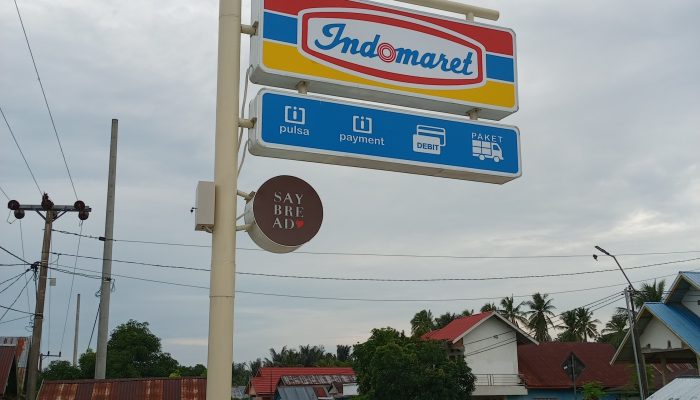 Indomaret
[i] pulsa
[i] payment
DEBIT
PAKET
SAY
BRE
AD